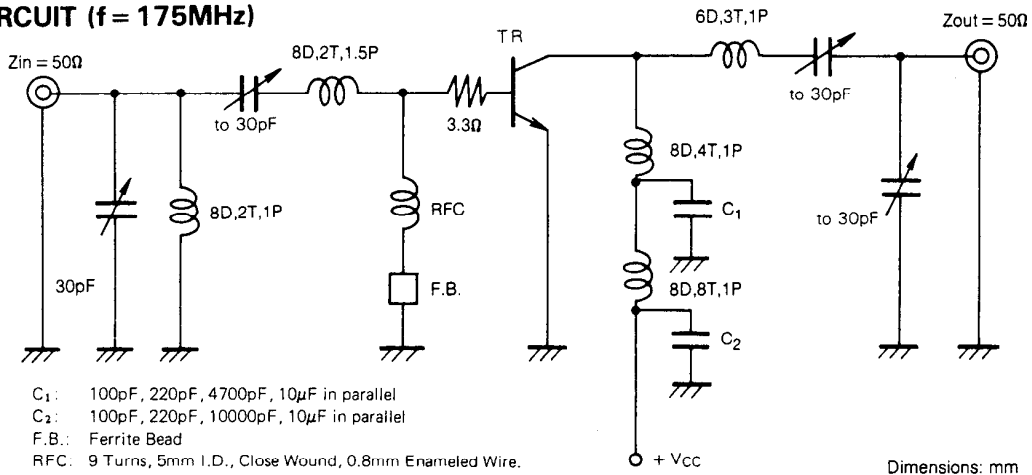 RCUIT (f = 175MHz)
Zin = 50Ω
8D,2T,1.5P
TR
6D,3T,1P
Zout = 50Ω
to 30pF
3.3Ω
to 30pF
8D,4T,1P
8D,2T,1P
RFC
C1
to 30pF
30pF
F.B.
8D,8T,1P
C2
C1: 100pF, 220pF, 4700pF, 10μF in parallel
C2: 100pF, 220pF, 10000pF, 10μF in parallel
F.B.: Ferrite Bead
RFC: 9 Turns, 5mm I.D., Close Wound, 0.8mm Enameled Wire.
+ VCC
Dimensions: mm